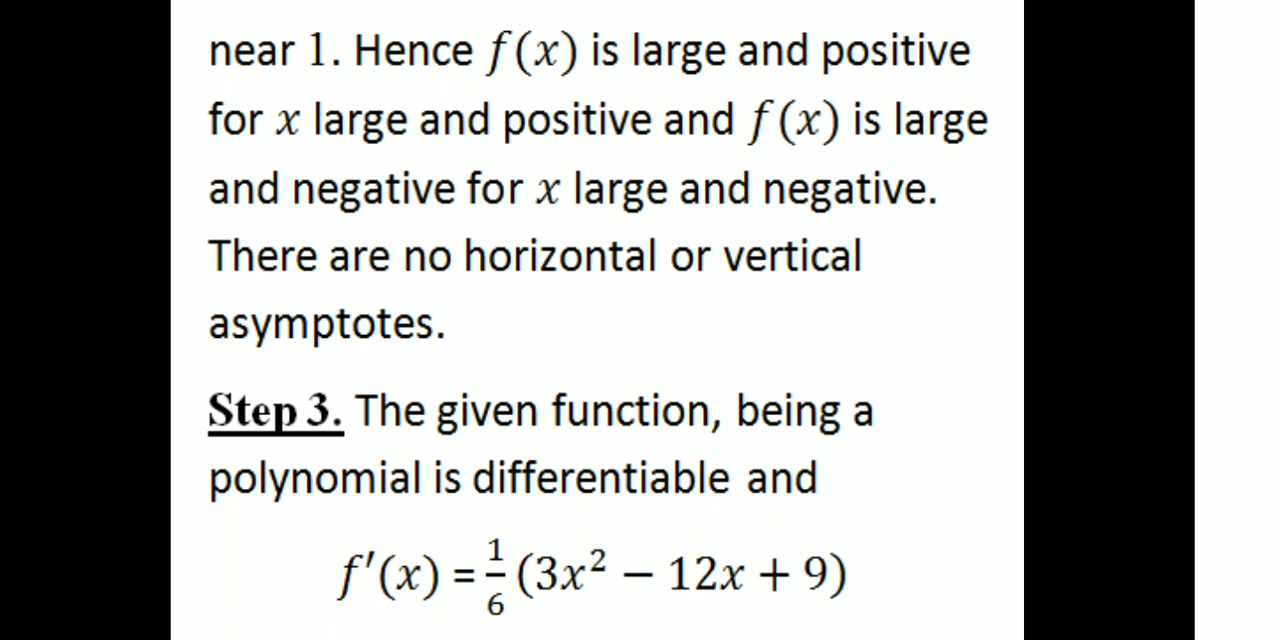 near 1. Hence f(x) is large and positive
for x large and positive and f(x) is large
and negative for x large and negative.
There are no horizontal or vertical
asymptotes.
Step 3. The given function, being a
polynomial is differentiable and
f'(x) = 1/6 (3x² − 12x + 9)